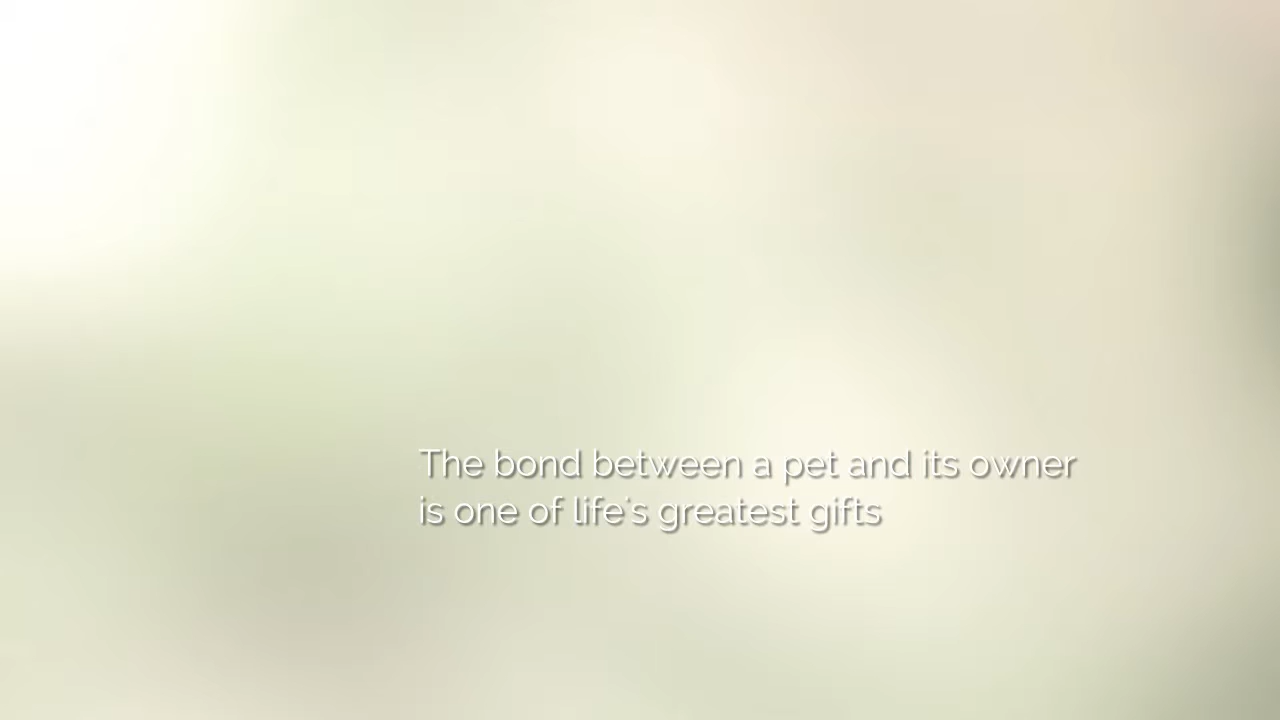 The bond between a pet and its owner
is one of life's greatest gifts